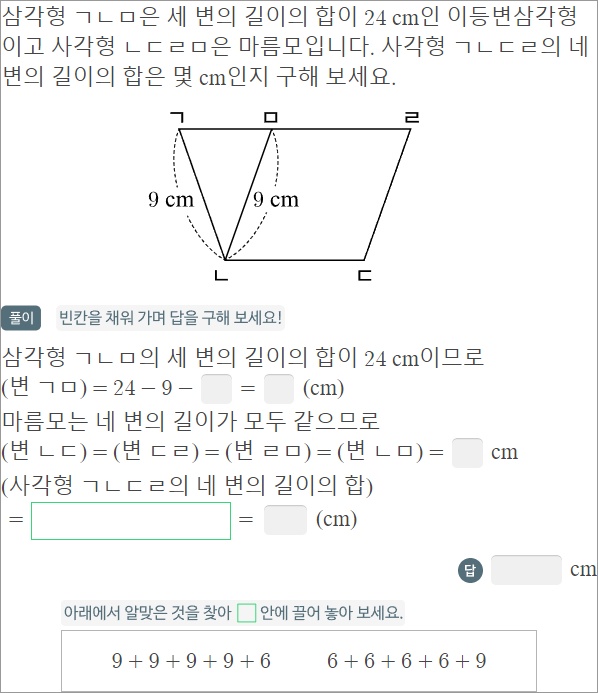 삼각형 ㄱㄴㅁ은 세 변의 길이의 합이 24 cm인 이등변삼각형
이고 사각형 ㄴㄷㄹㅁ은 마름모입니다. 사각형 ㄱㄴㄷㄹ의 네
변의 길이의 합은 몇 cm인지 구해 보세요.
ㄱ ㅁ ㄹ
9 cm 9 cm
ㄴ ㄷ
풀이 빈칸을 채워 가며 답을 구해 보세요!
삼각형 ㄱㄴㅁ의 세 변의 길이의 합이 24 cm이므로
(변 ㄱㅁ) = 24 − 9 − = (cm)
마름모는 네 변의 길이가 모두 같으므로
(변 ㄴㄷ) = (변 ㄷㄹ) = (변 ㄹㅁ) = (변 ㄴㅁ) = cm
(사각형 ㄱㄴㄷㄹ의 네 변의 길이의 합)
= = (cm)
답 cm
아래에서 알맞은 것을 찾아 □ 안에 끌어 놓아 보세요.
9 + 9 + 9 + 9 + 6 6 + 6 + 6 + 6 + 9